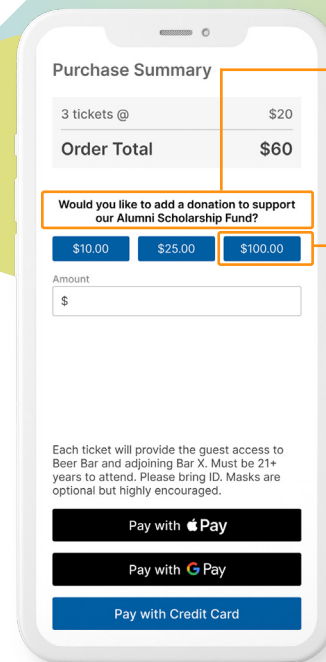 Purchase Summary
3 tickets @ $20
Order Total $60
Would you like to add a donation to support
our Alumni Scholarship Fund?
$10.00 $25.00 $100.00
Amount
$
Each ticket will provide the guest access to
Beer Bar and adjoining Bar X. Must be 21+
years to attend. Please bring ID. Masks are
optional but highly encouraged.
Pay with Pay
Pay with G Pay
Pay with Credit Card